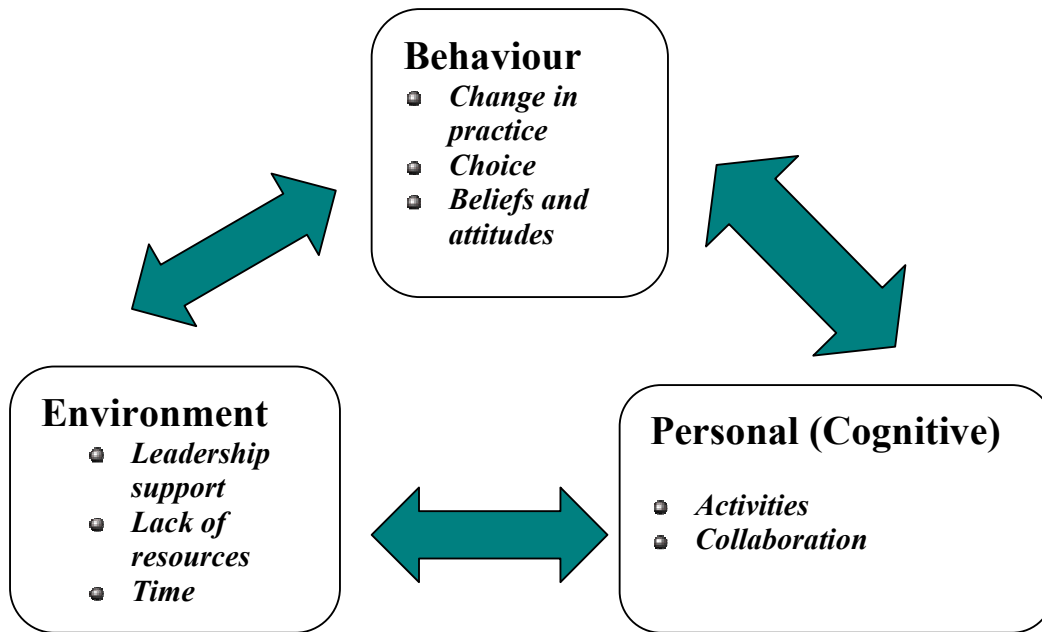 Behaviour
Change in
practice
Choice
Beliefs and
attitudes
Environment
Leadership
support
Lack of
resources
Time
Personal (Cognitive)
Activities
Collaboration